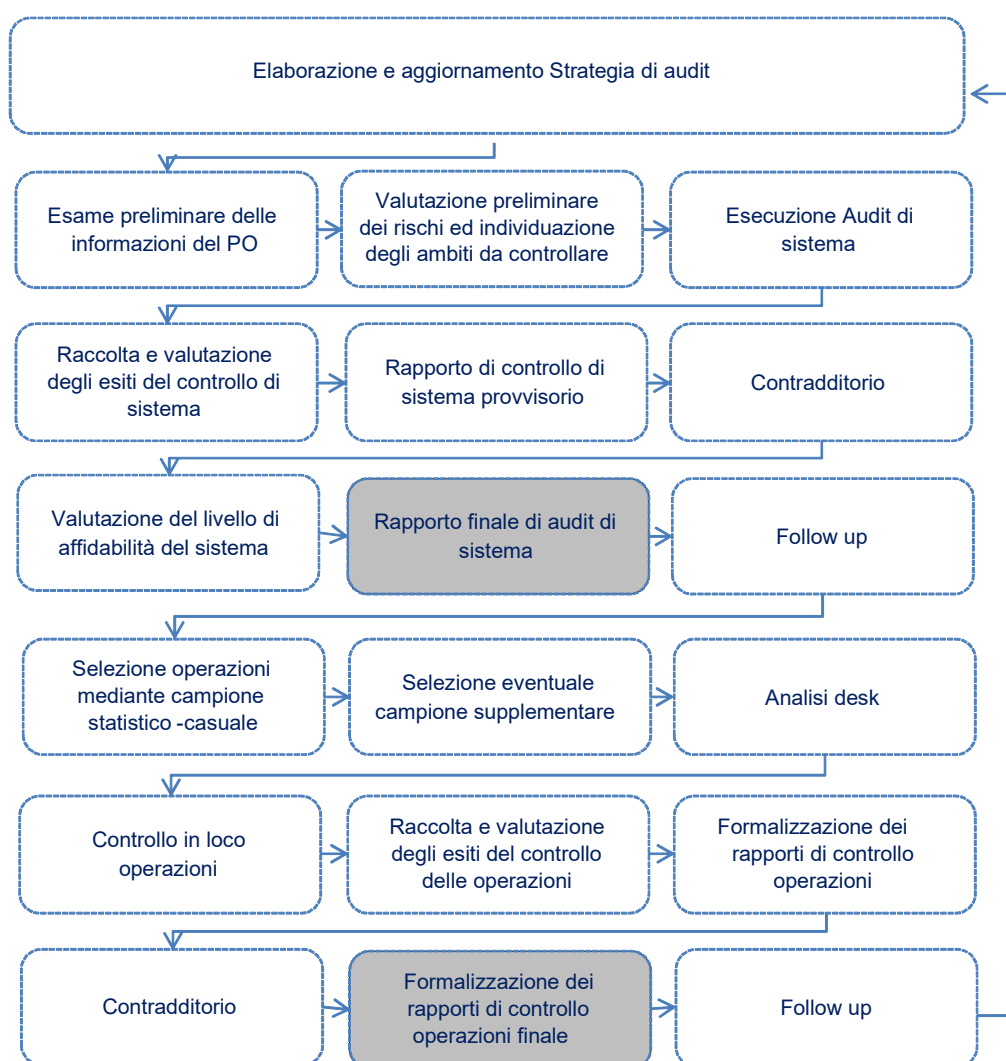 Elaborazione e aggiornamento Strategia di audit
Esame preliminare delle
informazioni del PO
Valutazione preliminare
dei rischi ed individuazione
degli ambiti da controllare
Esecuzione Audit di
sistema
Raccolta e valutazione
degli esiti del controllo di
sistema
Rapporto di controllo di
sistema provvisorio
Contradditorio
Valutazione del livello di
affidabilità del sistema
Rapporto finale di audit di
sistema
Follow up
Selezione operazioni
mediante campione
statistico -casuale
Selezione eventuale
campione supplementare
Analisi desk
Controllo in loco
operazioni
Raccolta e valutazione
degli esiti del controllo
delle operazioni
Formalizzazione dei
rapporti di controllo
operazioni
Contradditorio
Formalizzazione dei
rapporti di controllo
operazioni finale
Follow up